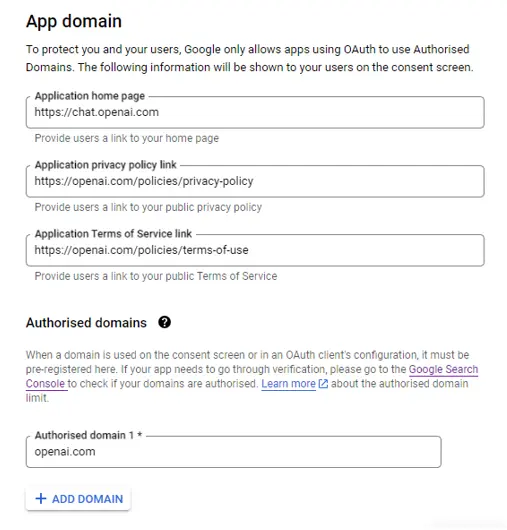 App domain
To protect you and your users, Google only allows apps using OAuth to use Authorised
Domains. The following information will be shown to your users on the consent screen.
Application home page
https://chat.openai.com
Provide users a link to your home page
Application privacy policy link
https://openai.com/policies/privacy-policy
Provide users a link to your public privacy policy
Application Terms of Service link
https://openai.com/policies/terms-of-use
Provide users a link to your public Terms of Service
Authorised domains
When a domain is used on the consent screen or in an OAuth client's configuration, it must be
pre-registered here. If your app needs to go through verification, please go to the Google Search
Console to check if your domains are authorised. Learn more about the authorised domain
limit.
Authorised domain 1 *
openai.com
+ ADD DOMAIN